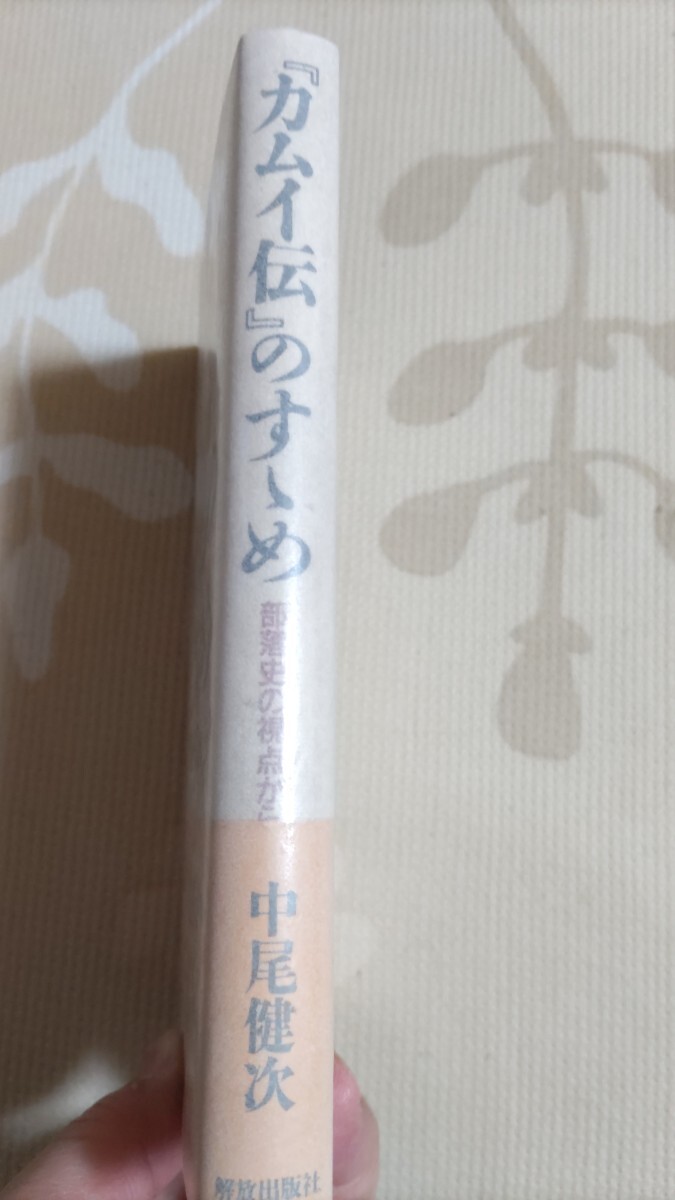 『カムイ伝』のすゝめ
部落史の視点から
中尾健次
解放出版社